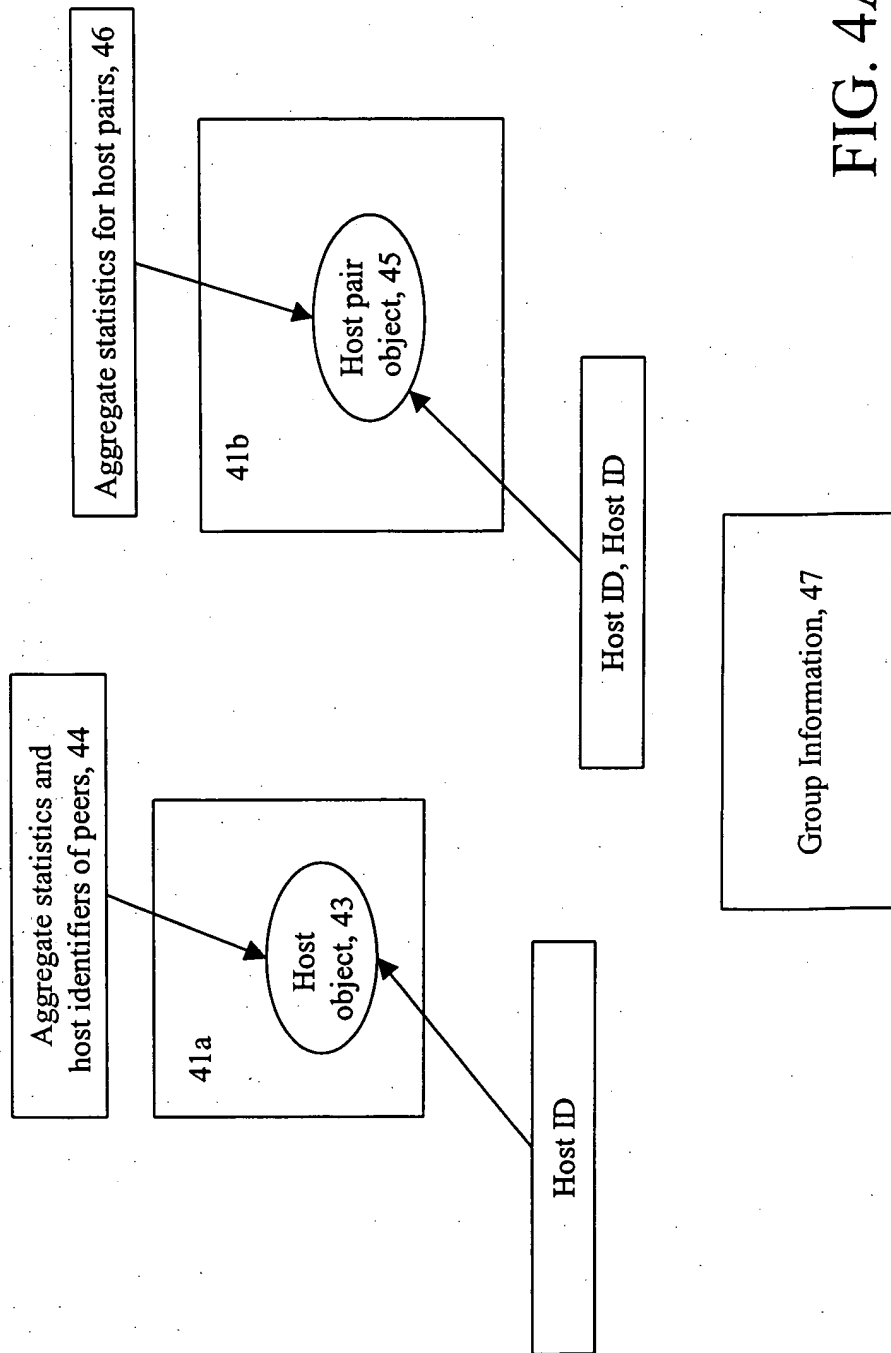 Aggregate statistics and
host identifiers of peers, 44
41a
Host
object, 43
Host ID
Aggregate statistics for host pairs, 46
41b
Host pair
object, 45
Host ID, Host ID
Group Information, 47
FIG. 4A